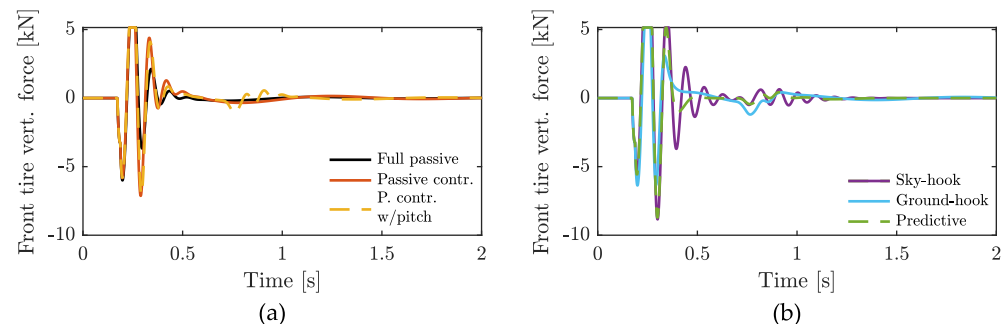 Front tire vert. force [kN]
5
0
-5
-10
0
0.5
1
1.5
2
Time [s]
Full passive
Passive contr.
P. contr.
w/pitch
(a)
Front tire vert. force [kN]
5
0
-5
-10
0
0.5
1
1.5
2
Time [s]
Sky-hook
Ground-hook
Predictive
(b)